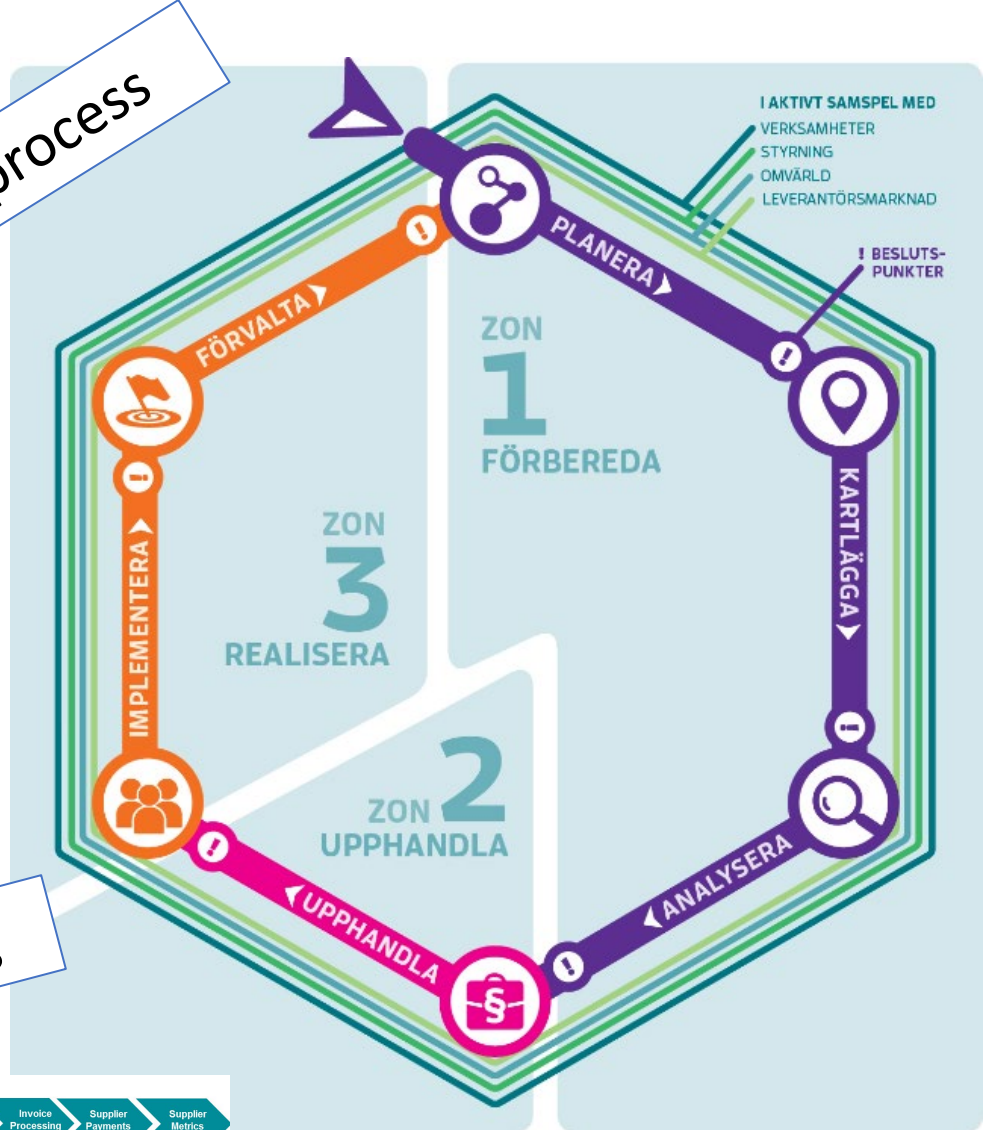 process
I AKTIVT SAMSPEL MED
VERKSAMHETER
STYRNING
OMVÄRLD
LEVERANTÖRSMARKNAD
! BESLUTS-
PUNKTER
PLANERA
!
ZON
1
FÖRBEREDA
KARTLÄGGA
!
ANALYSERA
!
ZON 2
UPPHANDLA
§
UPPHANDLA
!
ZON
3
REALISERA
IMPLEMENTERA
!
FÖRVALTA
!
Invoice
Processing
Supplier
Payments
Supplier
Metrics